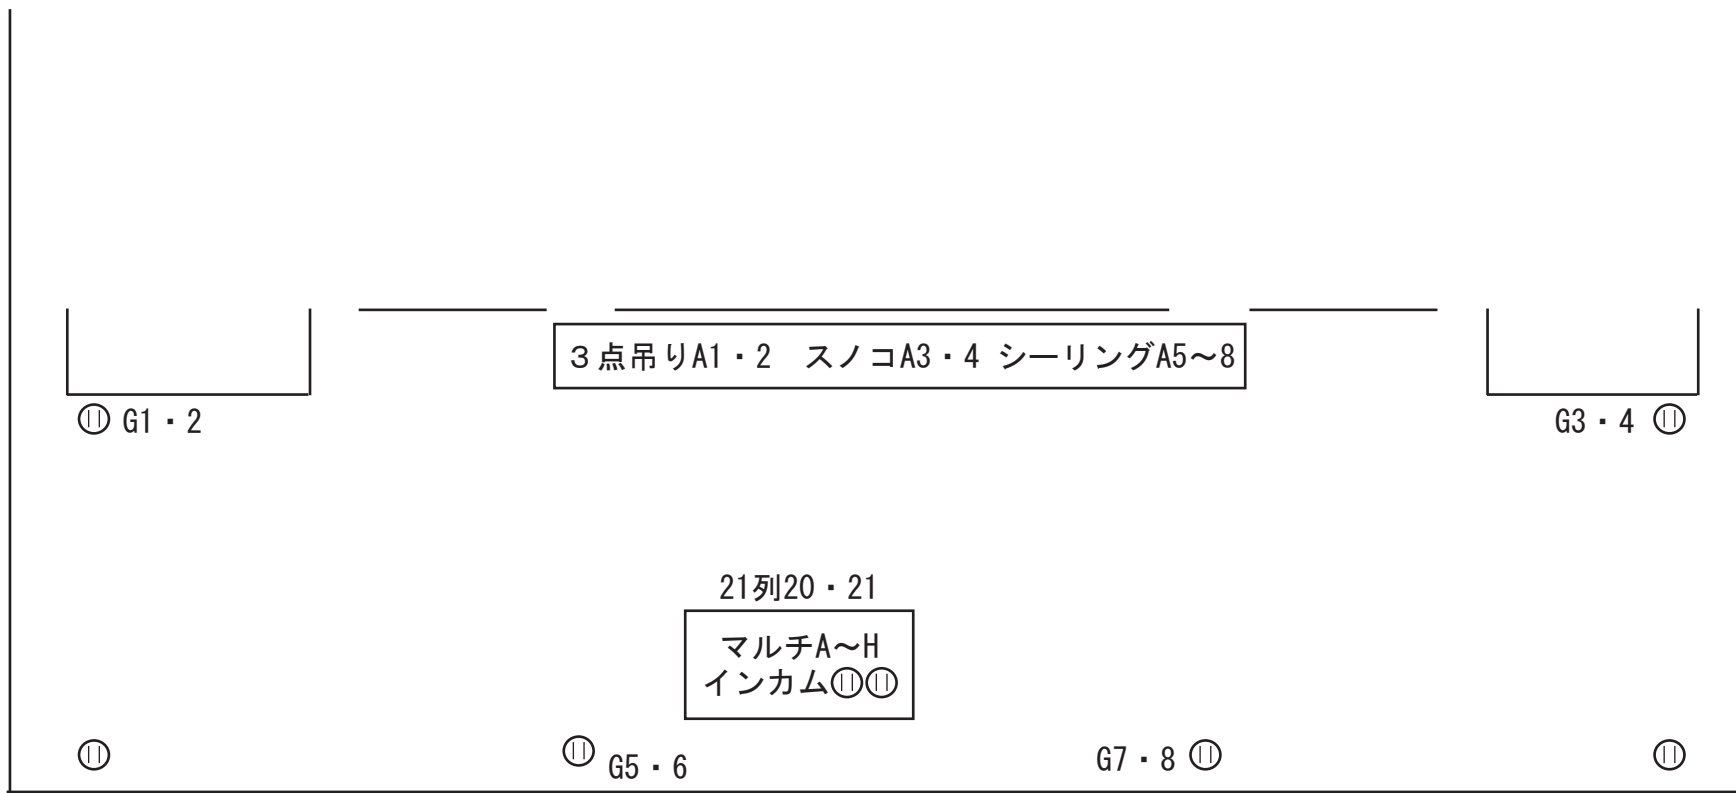 ３点吊りA1・2　スノコA3・4 シーリングA5～8
G1・2
G3・4
21列20・21
マルチA～H
インカム
G5・6
G7・8